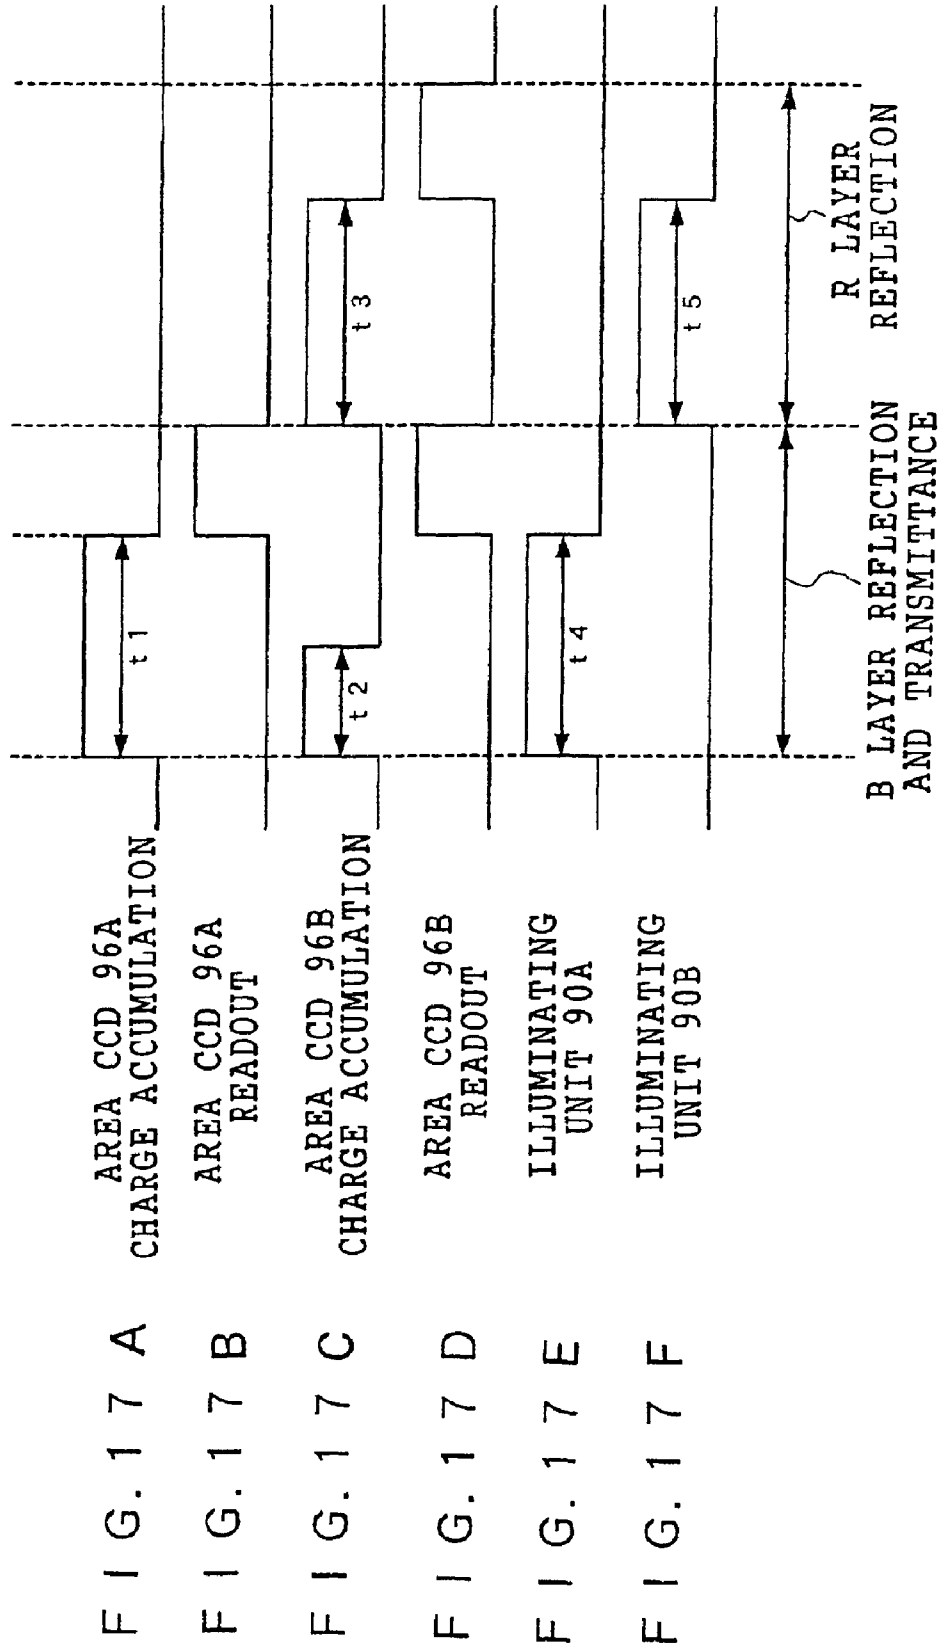 FIG. 17A
AREA CCD 96A
CHARGE ACCUMULATION
t1
FIG. 17B
AREA CCD 96A
READOUT
FIG. 17C
AREA CCD 96B
CHARGE ACCUMULATION
t2
t3
FIG. 17D
AREA CCD 96B
READOUT
FIG. 17E
ILLUMINATING
UNIT 90A
t4
FIG. 17F
ILLUMINATING
UNIT 90B
t5
B LAYER REFLECTION
AND TRANSMITTANCE
R LAYER
REFLECTION